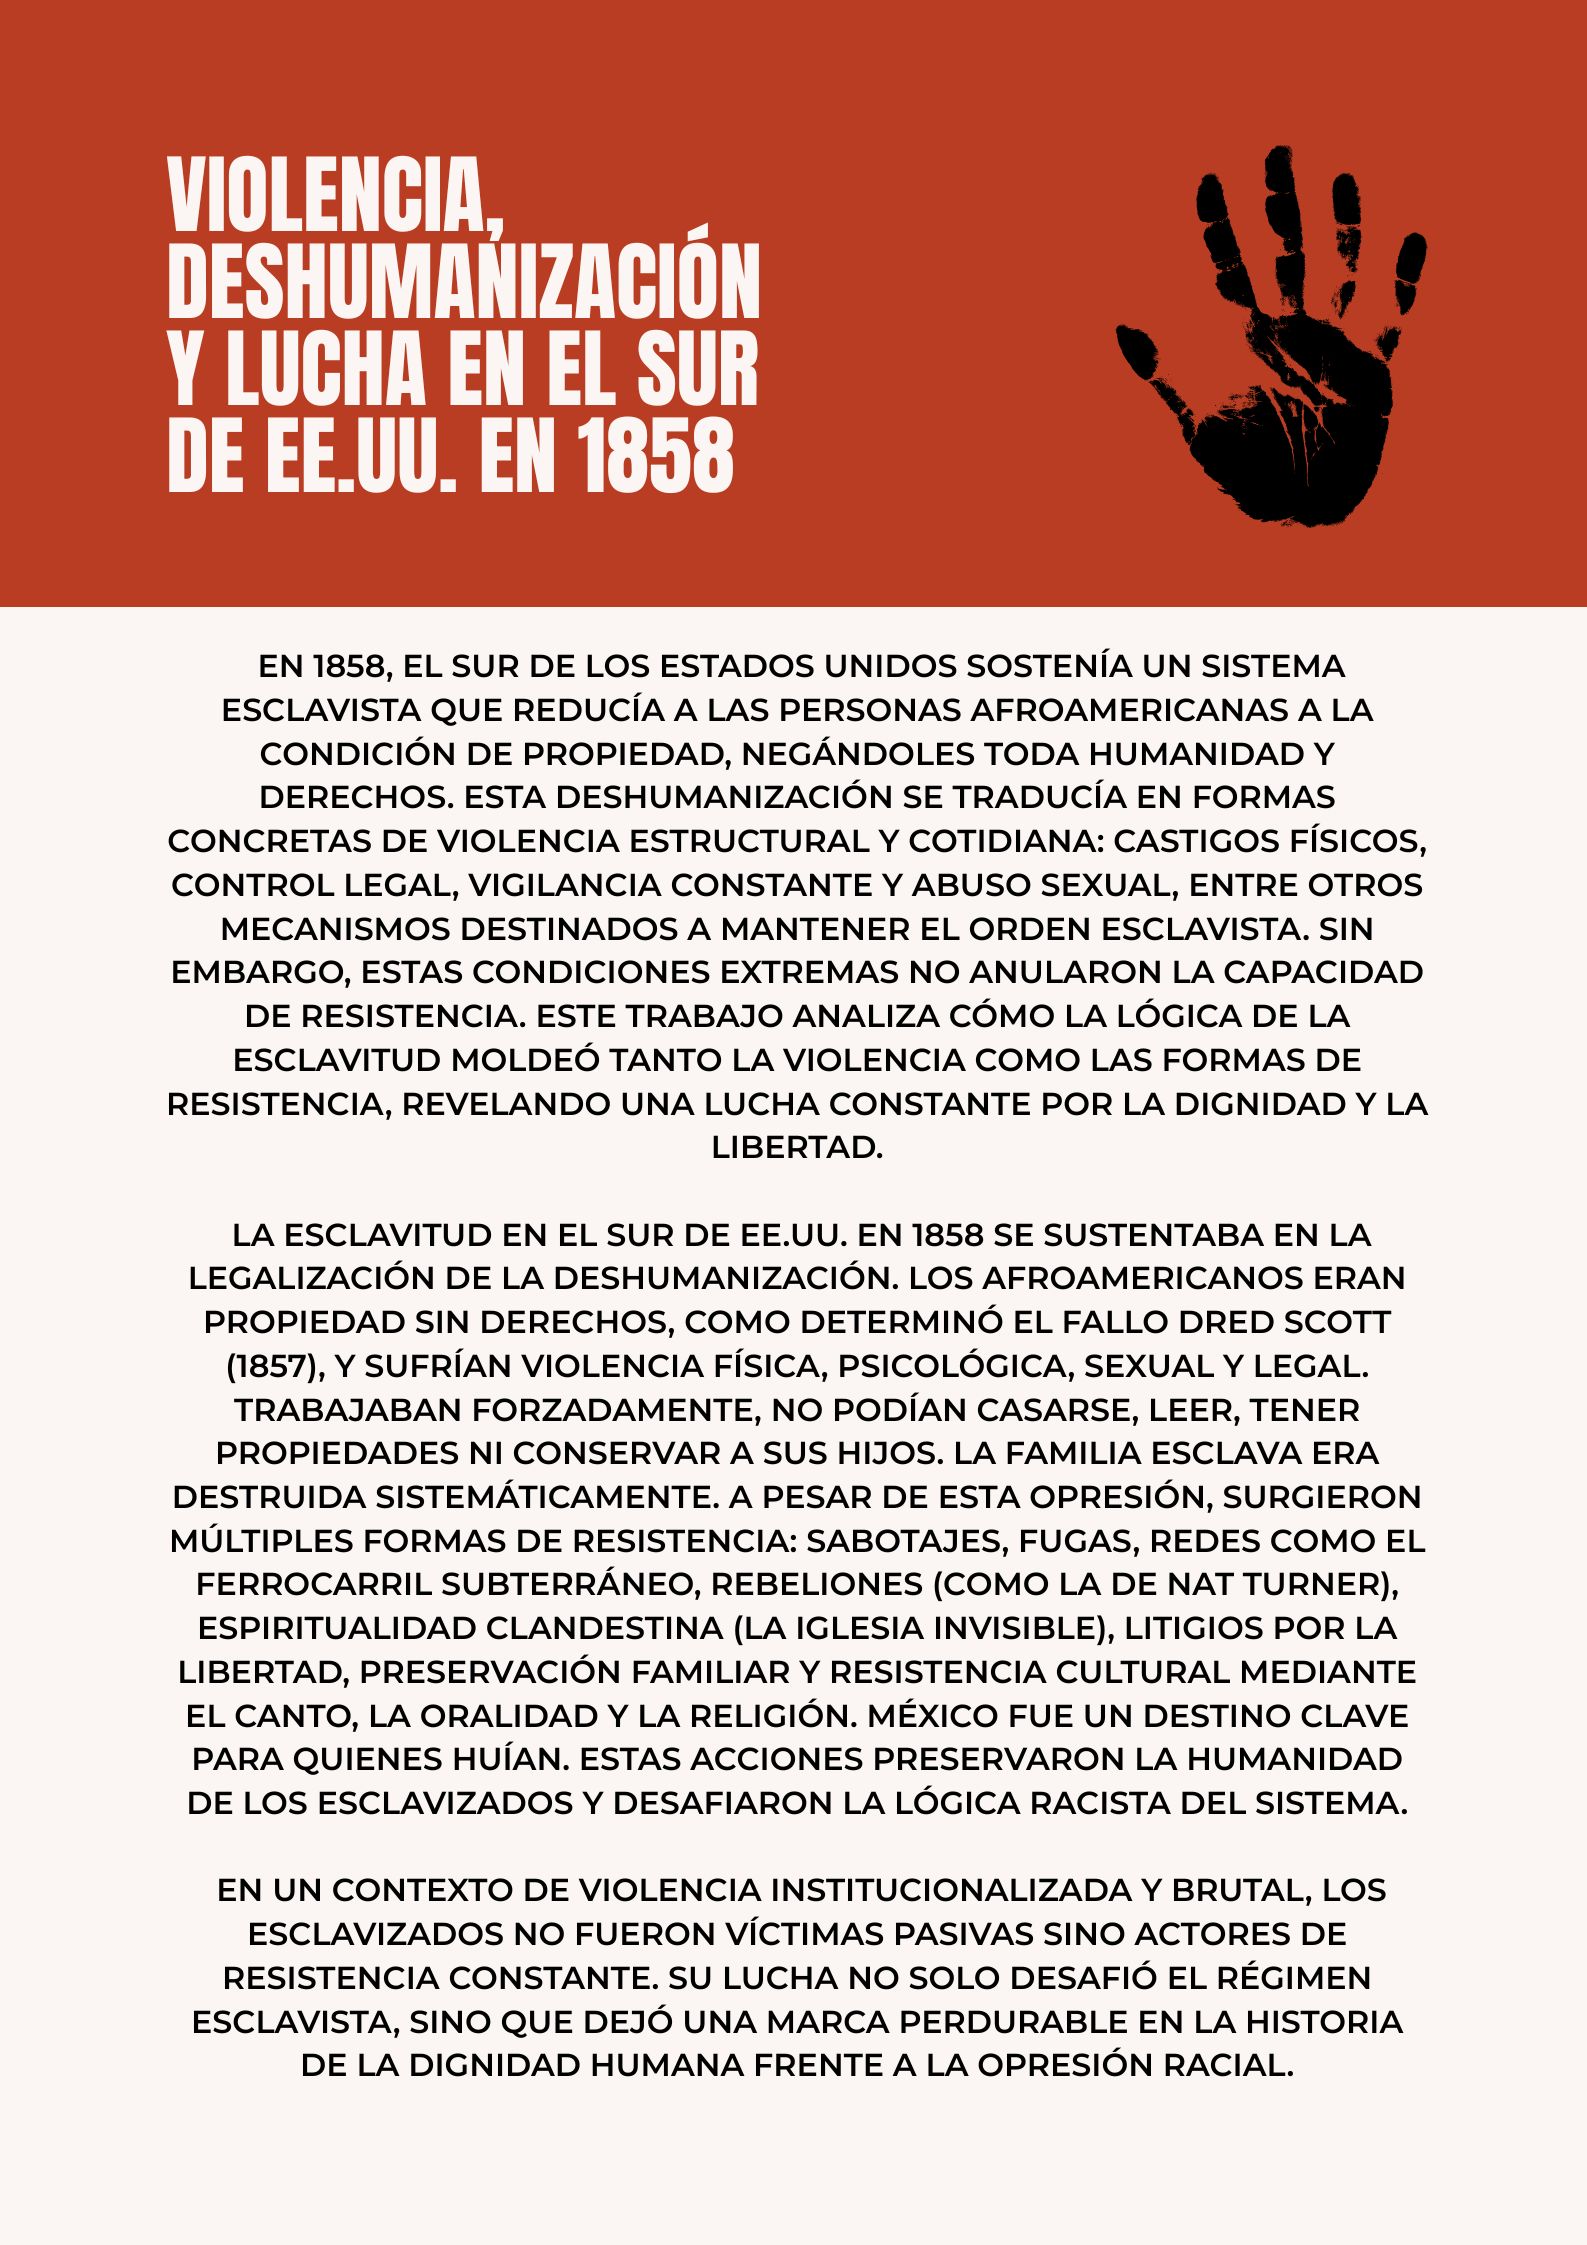 VIOLENCIA,
DESHUMANIZACIÓN
Y LUCHA EN EL SUR
DE EE.UU. EN 1858
EN 1858, EL SUR DE LOS ESTADOS UNIDOS SOSTENÍA UN SISTEMA
ESCLAVISTA QUE REDUCÍA A LAS PERSONAS AFROAMERICANAS A LA
CONDICIÓN DE PROPIEDAD, NEGÁNDOLES TODA HUMANIDAD Y
DERECHOS. ESTA DESHUMANIZACIÓN SE TRADUCÍA EN FORMAS
CONCRETAS DE VIOLENCIA ESTRUCTURAL Y COTIDIANA: CASTIGOS FÍSICOS,
CONTROL LEGAL, VIGILANCIA CONSTANTE Y ABUSO SEXUAL, ENTRE OTROS
MECANISMOS DESTINADOS A MANTENER EL ORDEN ESCLAVISTA. SIN
EMBARGO, ESTAS CONDICIONES EXTREMAS NO ANULARON LA CAPACIDAD
DE RESISTENCIA. ESTE TRABAJO ANALIZA CÓMO LA LÓGICA DE LA
ESCLAVITUD MOLDEÓ TANTO LA VIOLENCIA COMO LAS FORMAS DE
RESISTENCIA, REVELANDO UNA LUCHA CONSTANTE POR LA DIGNIDAD Y LA
LIBERTAD.
LA ESCLAVITUD EN EL SUR DE EE.UU. EN 1858 SE SUSTENTABA EN LA
LEGALIZACIÓN DE LA DESHUMANIZACIÓN. LOS AFROAMERICANOS ERAN
PROPIEDAD SIN DERECHOS, COMO DETERMINÓ EL FALLO DRED SCOTT
(1857), Y SUFRÍAN VIOLENCIA FÍSICA, PSICOLÓGICA, SEXUAL Y LEGAL.
TRABAJABAN FORZADAMENTE, NO PODÍAN CASARSE, LEER, TENER
PROPIEDADES NI CONSERVAR A SUS HIJOS. LA FAMILIA ESCLAVA ERA
DESTRUIDA SISTEMÁTICAMENTE. A PESAR DE ESTA OPRESIÓN, SURGIERON
MÚLTIPLES FORMAS DE RESISTENCIA: SABOTAJES, FUGAS, REDES COMO EL
FERROCARRIL SUBTERRÁNEO, REBELIONES (COMO LA DE NAT TURNER),
ESPIRITUALIDAD CLANDESTINA (LA IGLESIA INVISIBLE), LITIGIOS POR LA
LIBERTAD, PRESERVACIÓN FAMILIAR Y RESISTENCIA CULTURAL MEDIANTE
EL CANTO, LA ORALIDAD Y LA RELIGIÓN. MÉXICO FUE UN DESTINO CLAVE
PARA QUIENES HUÍAN. ESTAS ACCIONES PRESERVARON LA HUMANIDAD
DE LOS ESCLAVIZADOS Y DESAFIARON LA LÓGICA RACISTA DEL SISTEMA.
EN UN CONTEXTO DE VIOLENCIA INSTITUCIONALIZADA Y BRUTAL, LOS
ESCLAVIZADOS NO FUERON VÍCTIMAS PASIVAS SINO ACTORES DE
RESISTENCIA CONSTANTE. SU LUCHA NO SOLO DESAFIÓ EL RÉGIMEN
ESCLAVISTA, SINO QUE DEJÓ UNA MARCA PERDURABLE EN LA HISTORIA
DE LA DIGNIDAD HUMANA FRENTE A LA OPRESIÓN RACIAL.